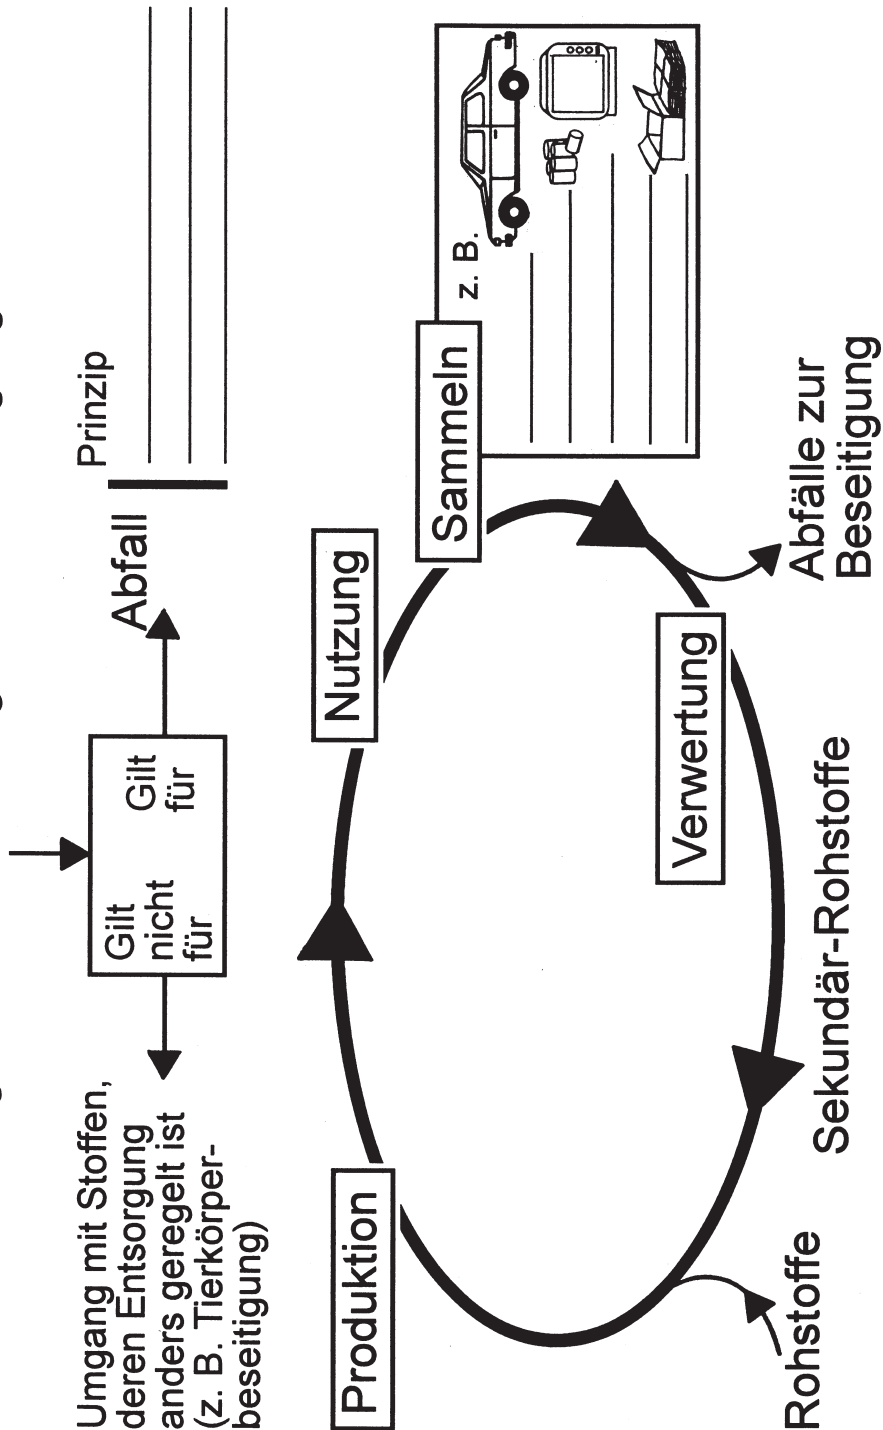 Umgang mit Stoffen,
deren Entsorgung
anders geregelt ist
(z. B. Tierkörper-
beseitigung)
Gilt
nicht
für
Gilt
für
Abfall
Prinzip
Produktion
Nutzung
Sammeln
z. B.
Verwertung
Abfälle zur
Beseitigung
Sekundär-Rohstoffe
Rohstoffe